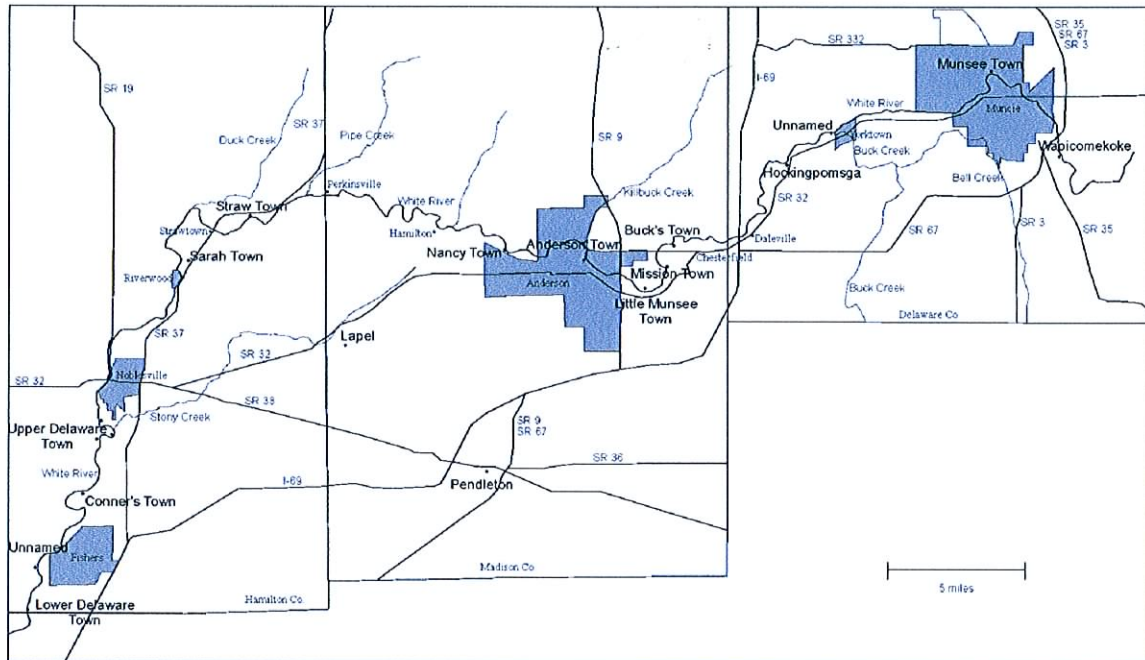 SR 35
SR 67
SR 3
SR 332
Munsee Town
I-69
SR 19
White River
Muncie
SR 37
Pipe Creek
Duck Creek
SR 9
Unnamed
Buck Creek
Wapicomekoke
Hockingpomsga
Bell Creek
Perkinsville
Killbuck Creek
SR 32
Straw Town
White River
Strawtown
Hamilton
Buck's Town
Daleville
SR 3
SR 67
SR 35
Nancy Town
Anderson Town
Chesterfield
Sarah Town
Mission Town
Riverwood
Anderson
Buck Creek
Little Munsee
Town
Delaware Co
SR 37
Lapel
SR 32
Noblesville
SR 32
SR 38
Stony Creek
SR 9
SR 67
Upper Delaware
Town
SR 36
White River
I-69
Pendleton
Conner's Town
Unnamed
Fishers
Madison Co
5 miles
Hamilton Co.
Lower Delaware
Town